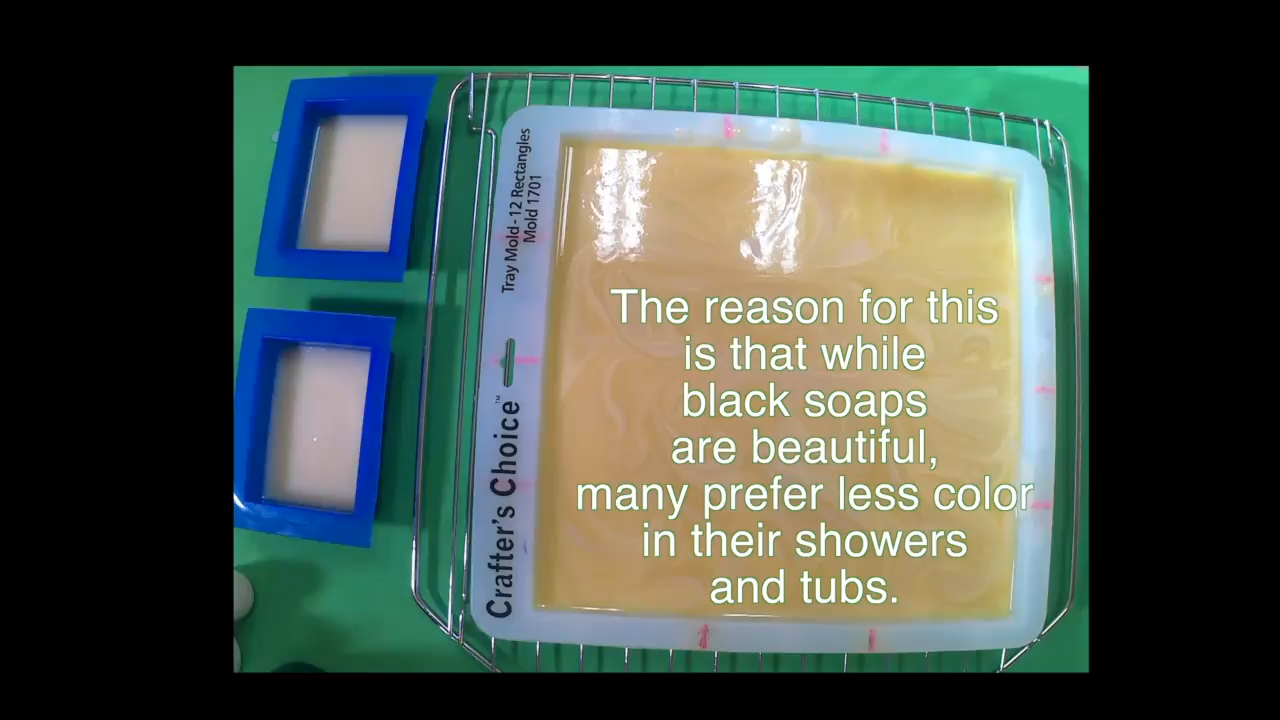 Tray Mold - 12 Rectangles
Mold 1701
Crafter's Choice™
The reason for this
is that while
black soaps
are beautiful,
many prefer less color
in their showers
and tubs.